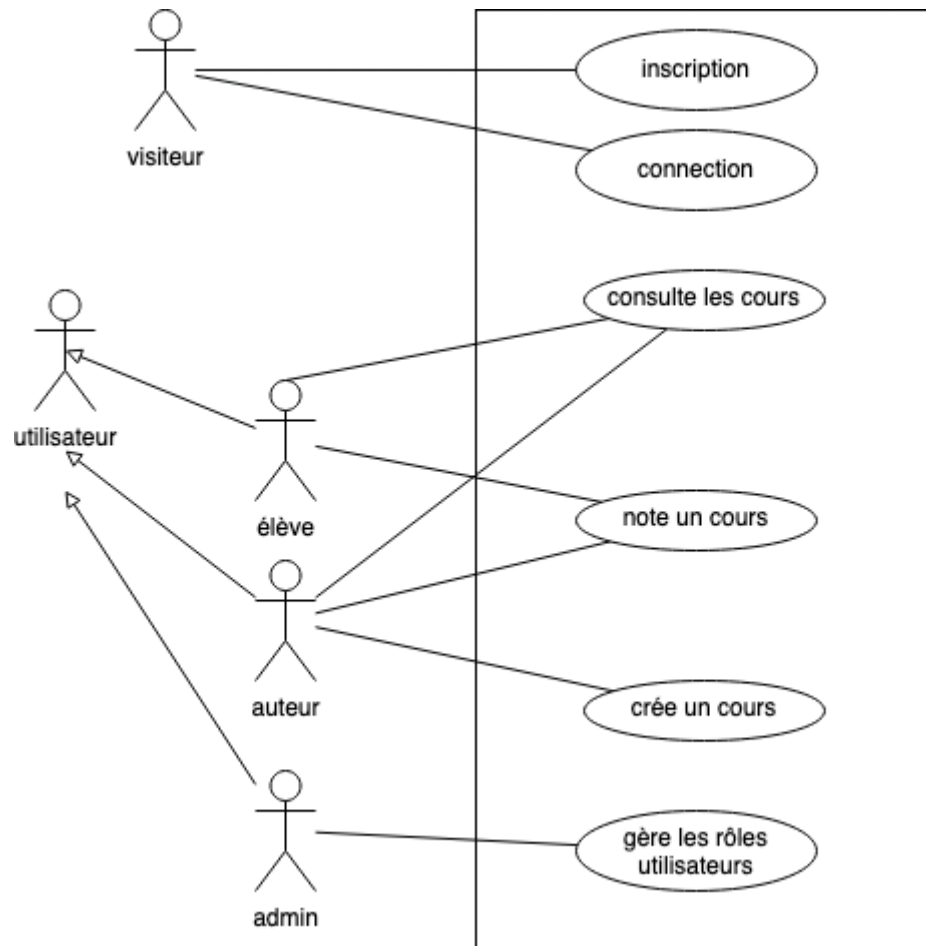 inscription
visiteur
connection
consulte les cours
utilisateur
élève
note un cours
auteur
crée un cours
gère les rôles
utilisateurs
admin